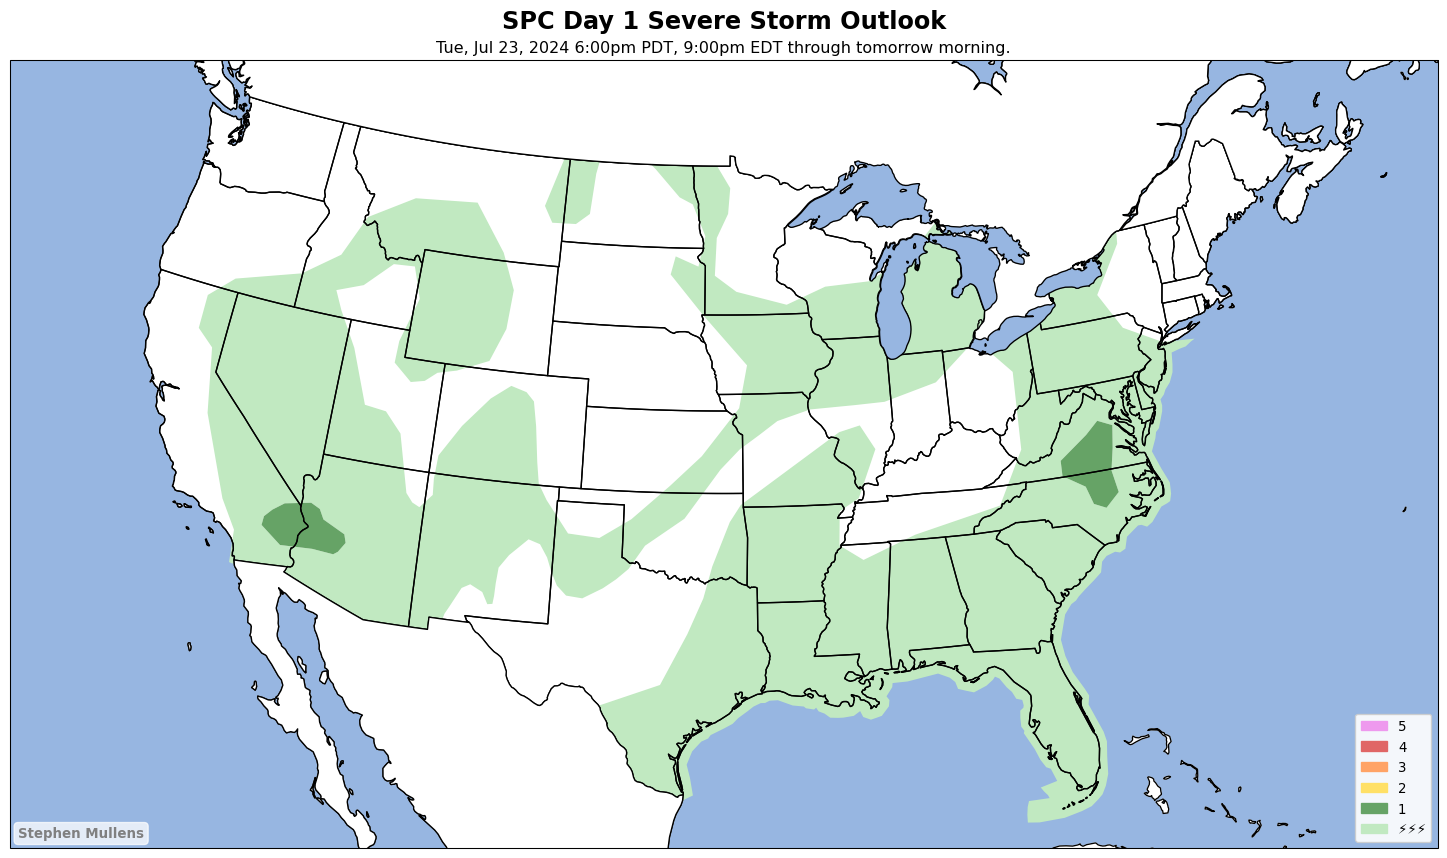 SPC Day 1 Severe Storm Outlook
Tue, Jul 23, 2024 6:00pm PDT, 9:00pm EDT through tomorrow morning.
5
4
3
2
1
⚡⚡⚡
Stephen Mullens